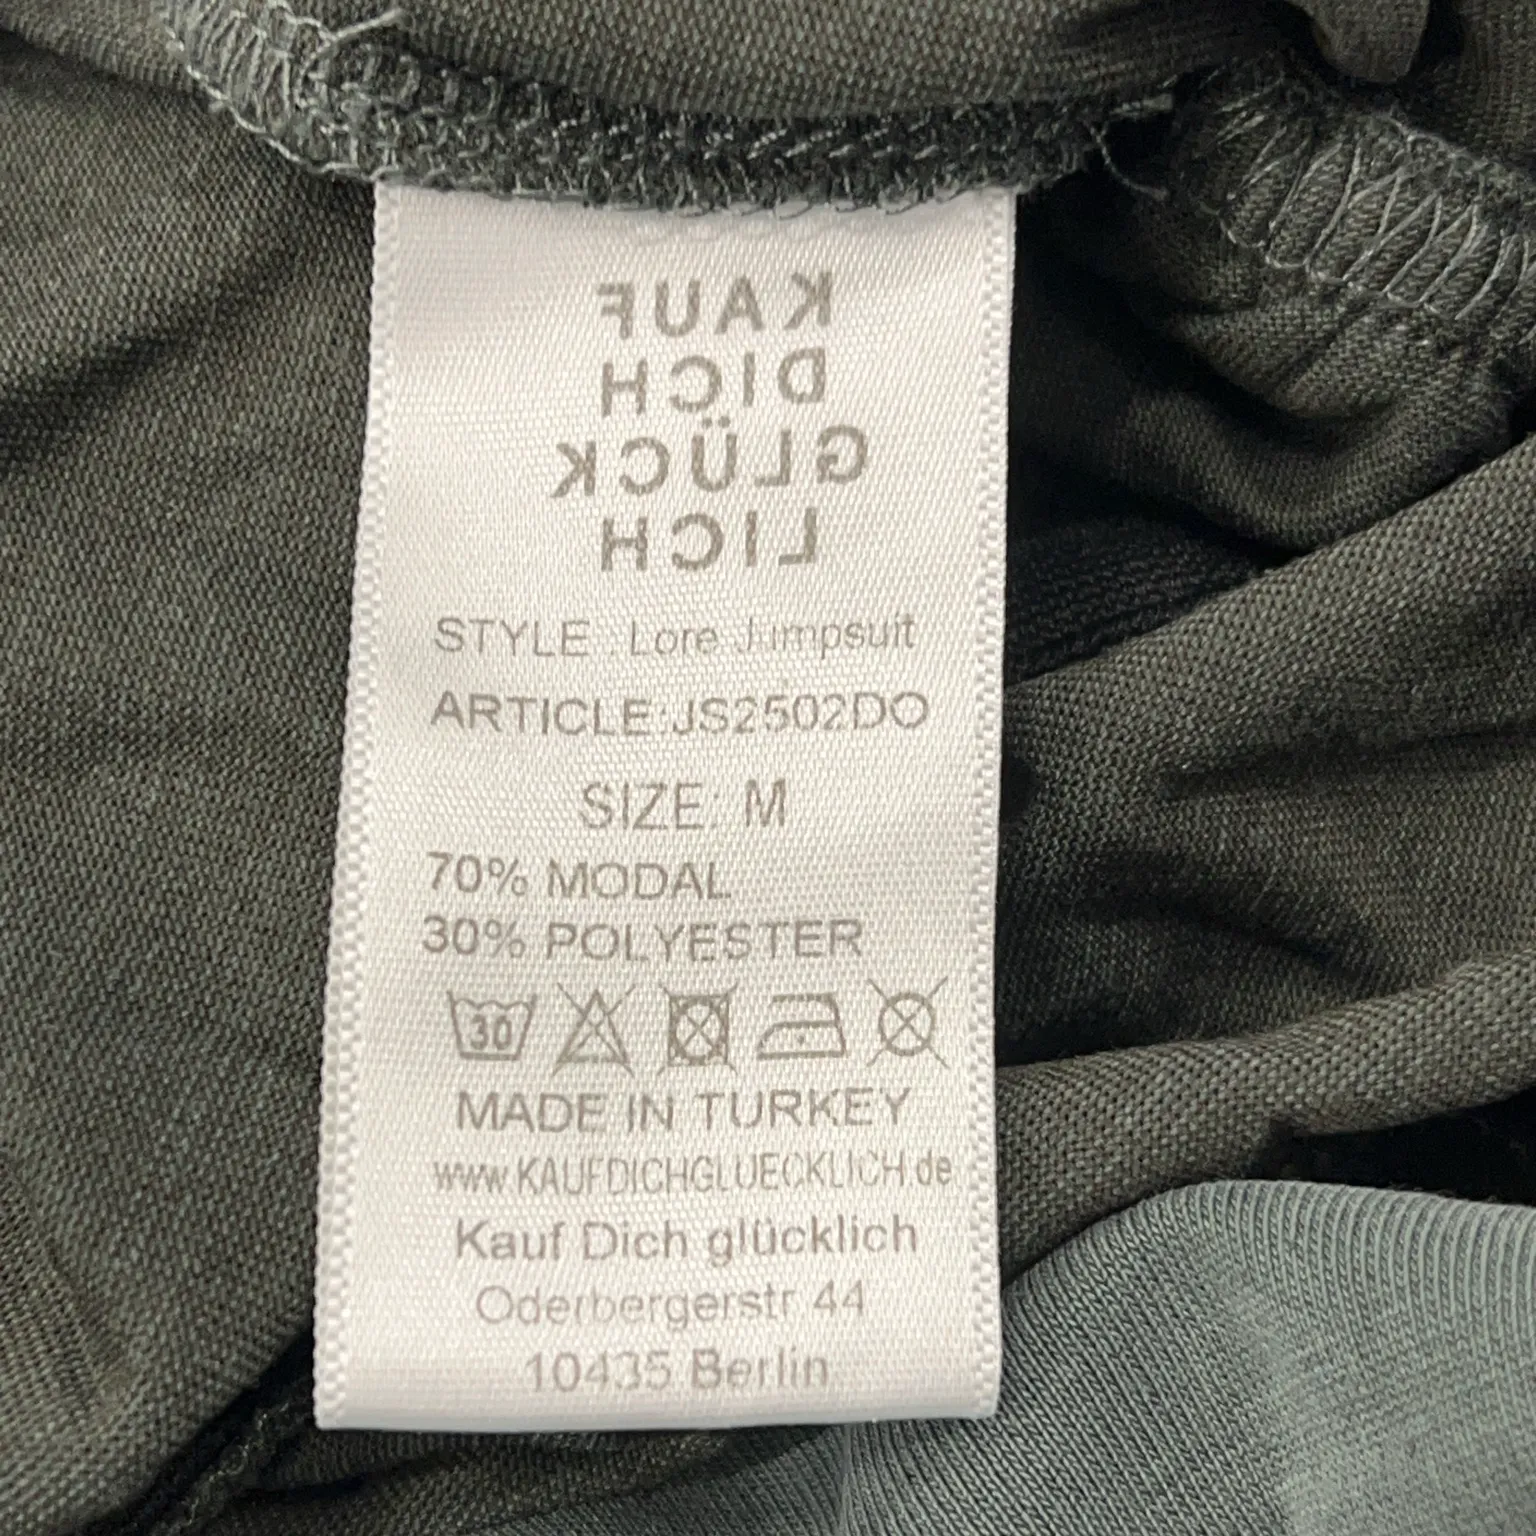 KAUF
DICH
GLÜCK
LICH
STYLE : Lore Jumpsuit
ARTICLE:JS2502DO
SIZE: M
70% MODAL
30% POLYESTER
30
MADE IN TURKEY
www.KAUFDICHGLUECKLICH.de
Kauf Dich glücklich
Oderbergerstr 44
10435 Berlin